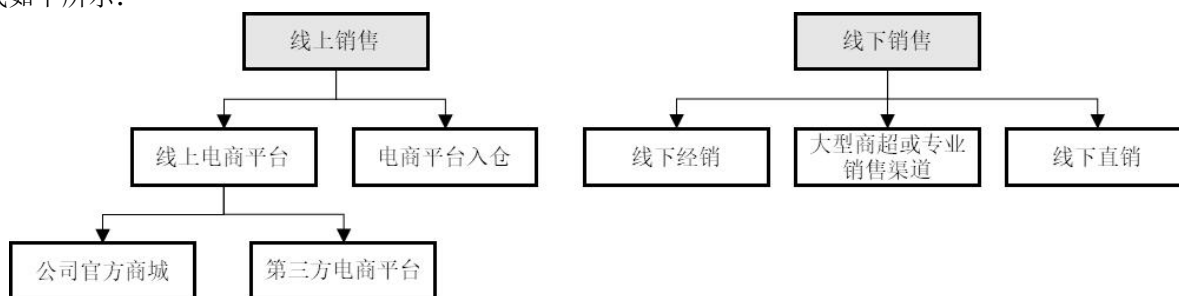 如下所示：
线上销售
线下销售
线上电商平台
电商平台入仓
线下经销
大型商超或专业
销售渠道
线下直销
公司官方商城
第三方电商平台